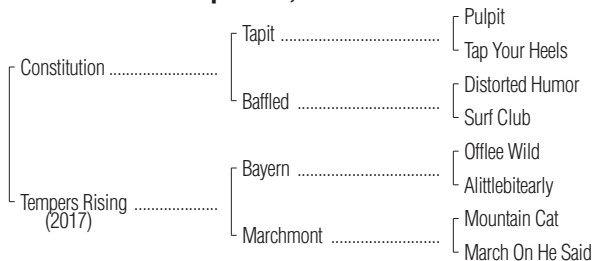 Pulpit
Tapit
Tap Your Heels
Constitution
Distorted Humor
Baffled
Surf Club
Offlee Wild
Bayern
Alittlebitearly
Tempers Rising
(2017)
Mountain Cat
Marchmont
March On He Said